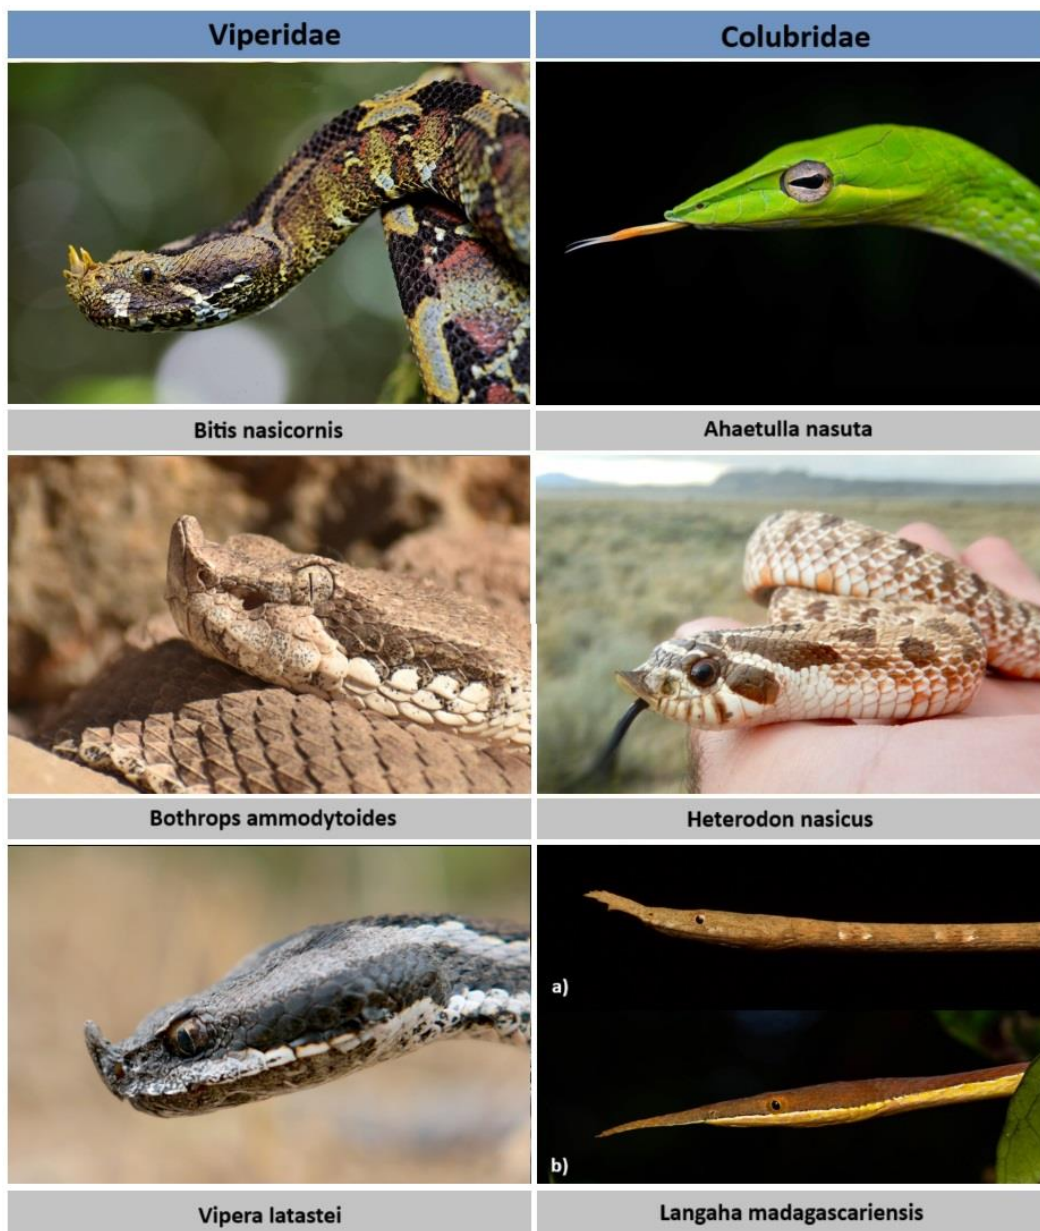 Viperidae
Colubridae
Bitis nasicornis
Ahaetulla nasuta
Bothrops ammodytoides
Heterodon nasicus
a)
b)
Vipera latastei
Langaha madagascariensis